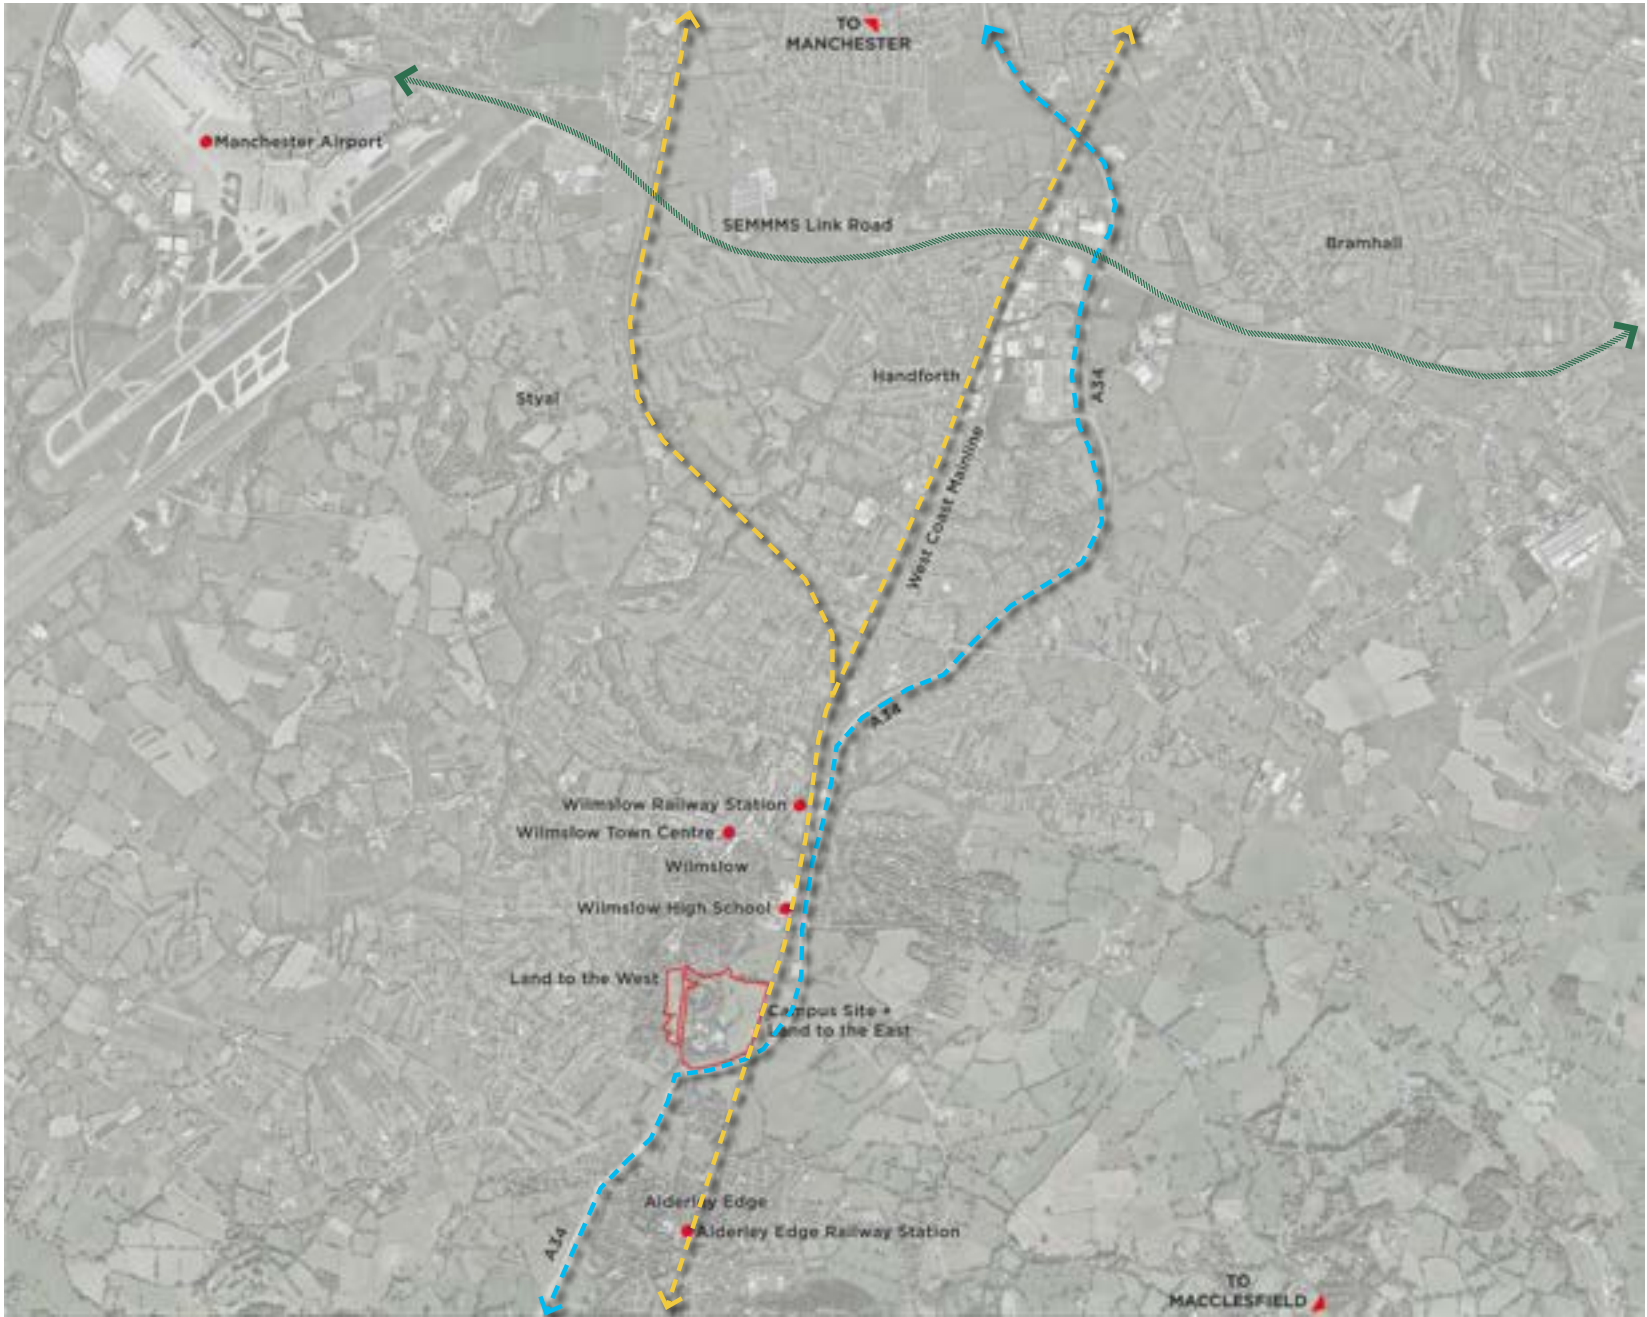 TO
MANCHESTER
Manchester Airport
SEMMMS Link Road
Bramhall
Handforth
A34
Styal
West Coast Mainline
A34
Wilmslow Railway Station
Wilmslow Town Centre
Wilmslow
Wilmslow High School
Land to the West
Campus Site +
Land to the East
Alderley Edge
Alderley Edge Railway Station
A34
TO
MACCLESFIELD